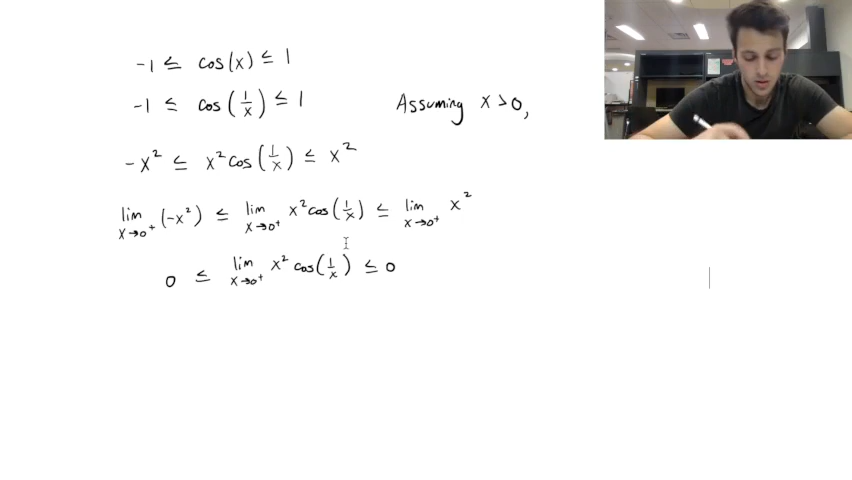 -1 ≤ cos(x) ≤ 1
-1 ≤ cos(1/x) ≤ 1 Assuming x > 0,
-x² ≤ x² cos(1/x) ≤ x²
lim x→0⁺ (-x²) ≤ lim x→0⁺ x² cos(1/x) ≤ lim x→0⁺ x²
0 ≤ lim x→0⁺ x² cos(1/x) ≤ 0